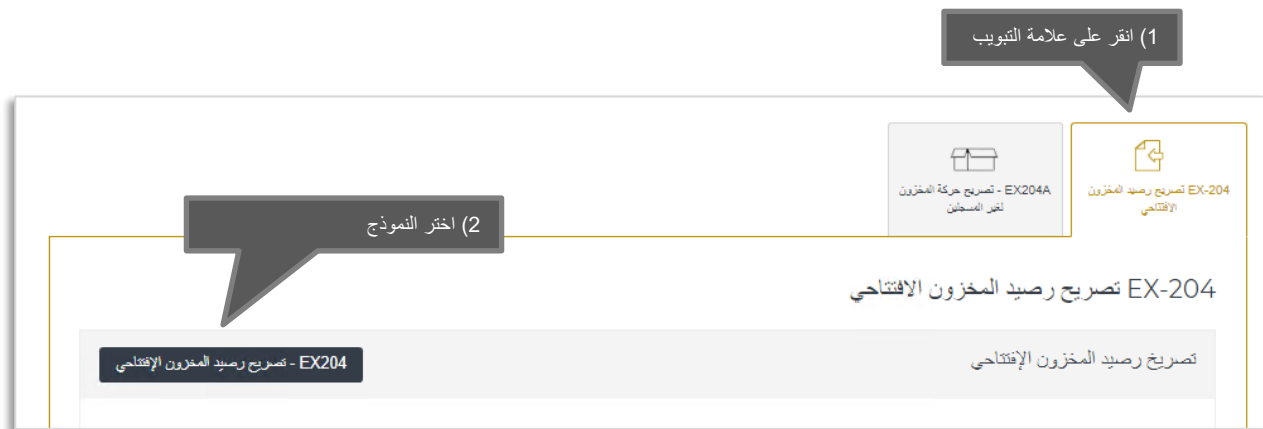 1) انقر على علامة التبويب
EX-204 تصريح رصيد المخزون
الافتتاحي
EX204A - تصريح حركة المخزون
لغير المسجلين
2) اختر النموذج
EX-204 تصريح رصيد المخزون الافتتاحي
تصريخ رصيد المخزون الإفتتاحي
EX204 - تصريح رصيد المخزون الإفتتاحي